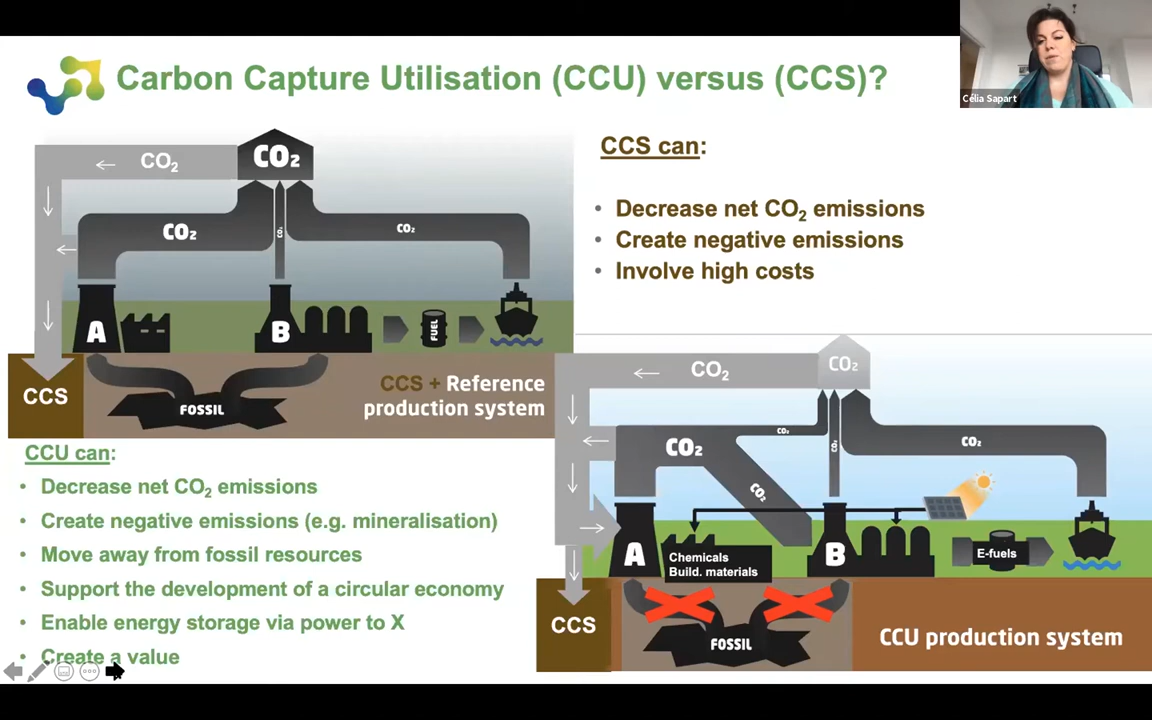 Carbon Capture Utilisation (CCU) versus (CCS)?
Célia Sapart
CO₂
CO₂
CO₂
CO₂
CO₂
A
B
FUEL
CCS
FOSSIL
CCS + Reference
production system
CCS can:
• Decrease net CO₂ emissions
• Create negative emissions
• Involve high costs
CCU can:
• Decrease net CO₂ emissions
• Create negative emissions (e.g. mineralisation)
• Move away from fossil resources
• Support the development of a circular economy
• Enable energy storage via power to X
• Create a value
CO₂
CO₂
CO₂
CO₂
CO₂
CO₂
CO₂
A
Chemicals
Build. materials
B
E-fuels
CCS
FOSSIL
CCU production system